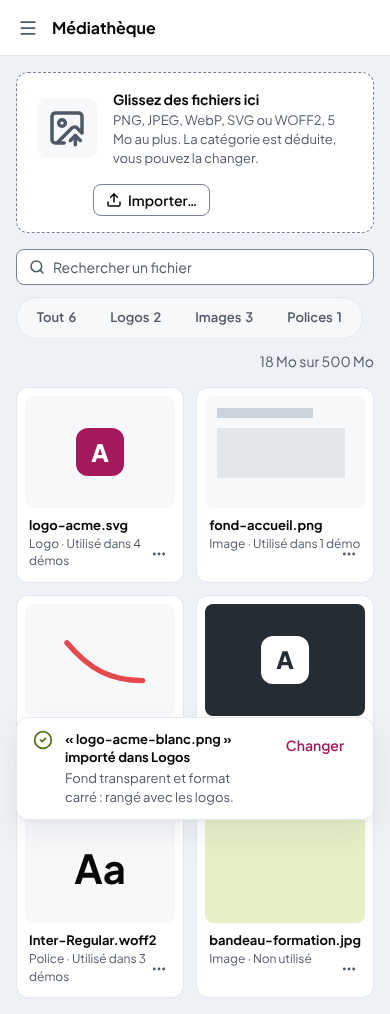 Médiathèque
Glissez des fichiers ici
PNG, JPEG, WebP, SVG ou WOFF2, 5
Mo au plus. La catégorie est déduite,
vous pouvez la changer.
Importer…
Rechercher un fichier
Tout 6 Logos 2 Images 3 Polices 1
18 Mo sur 500 Mo
A
logo-acme.svg
Logo · Utilisé dans 4
démos
fond-accueil.png
Image · Utilisé dans 1 démo
A
« logo-acme-blanc.png »
importé dans Logos
Fond transparent et format
carré : rangé avec les logos.
Changer
Aa
Inter-Regular.woff2
Police · Utilisé dans 3
démos
bandeau-formation.jpg
Image · Non utilisé